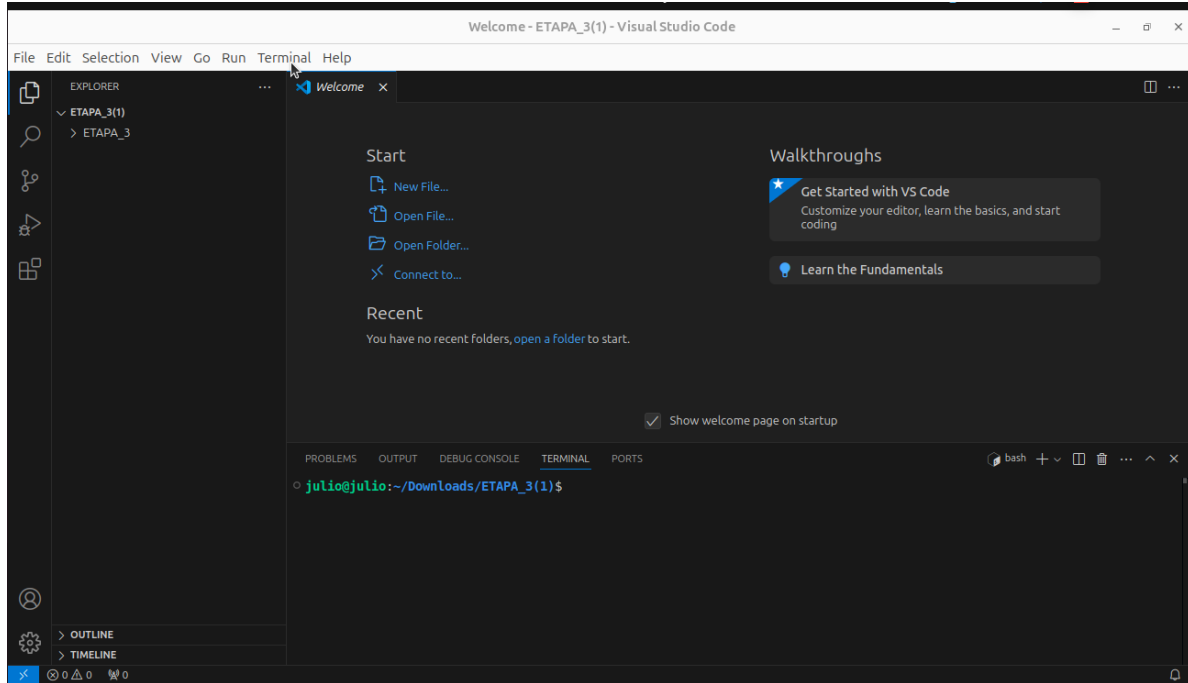 Welcome - ETAPA_3(1) - Visual Studio Code
File Edit Selection View Go Run Terminal Help
EXPLORER
Welcome
ETAPA_3(1)
ETAPA_3
Start
New File...
Open File...
Open Folder...
Connect to...
Recent
You have no recent folders, open a folder to start.
Walkthroughs
Get Started with VS Code
Customize your editor, learn the basics, and start
coding
Learn the Fundamentals
Show welcome page on startup
PROBLEMS OUTPUT DEBUG CONSOLE TERMINAL PORTS
bash
julio@julio:~/Downloads/ETAPA_3(1)$
OUTLINE
TIMELINE
0 0 0